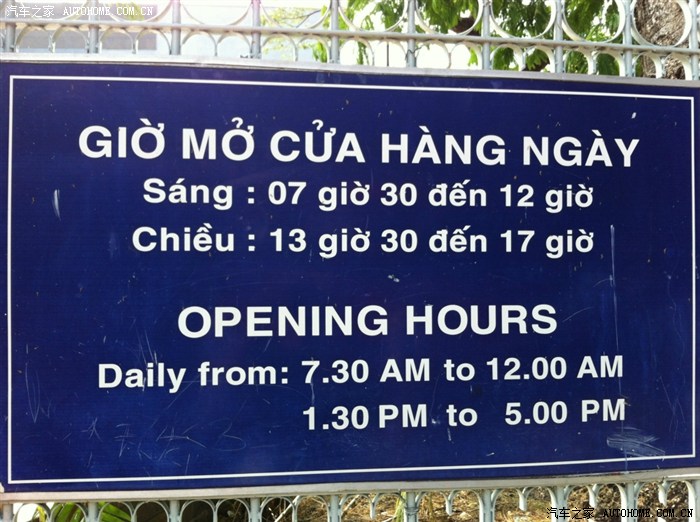 汽车之家 AUTOHOME.COM.CN
GIỜ MỞ CỬA HÀNG NGÀY
Sáng : 07 giờ 30 đến 12 giờ
Chiều : 13 giờ 30 đến 17 giờ
OPENING HOURS
Daily from: 7.30 AM to 12.00 AM
1.30 PM to 5.00 PM
汽车之家 AUTOHOME.COM.CN